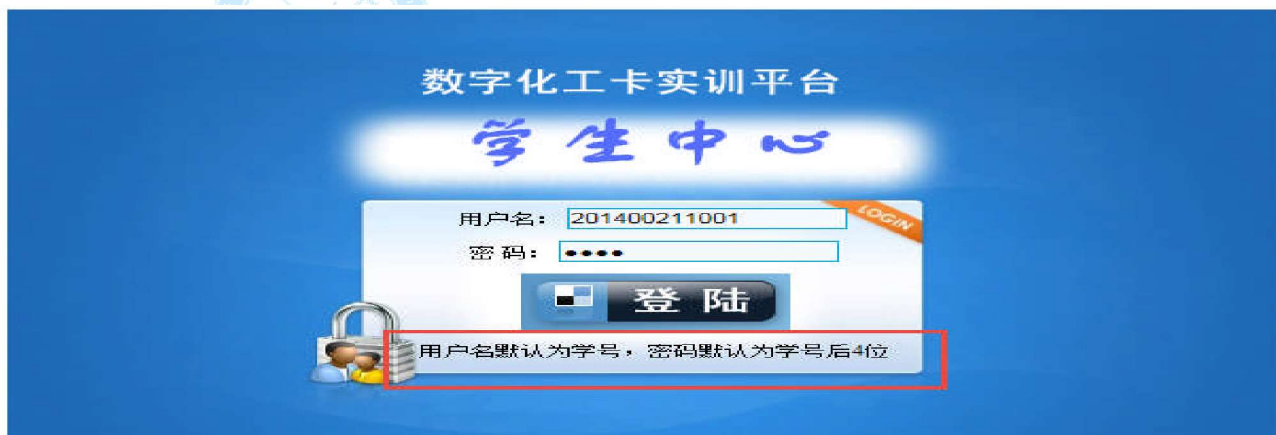 数字化工卡实训平台
学生中心
用户名： 201400211001
LOGIN
密 码： ••••
登 陆
用户名默认为学号，密码默认为学号后4位